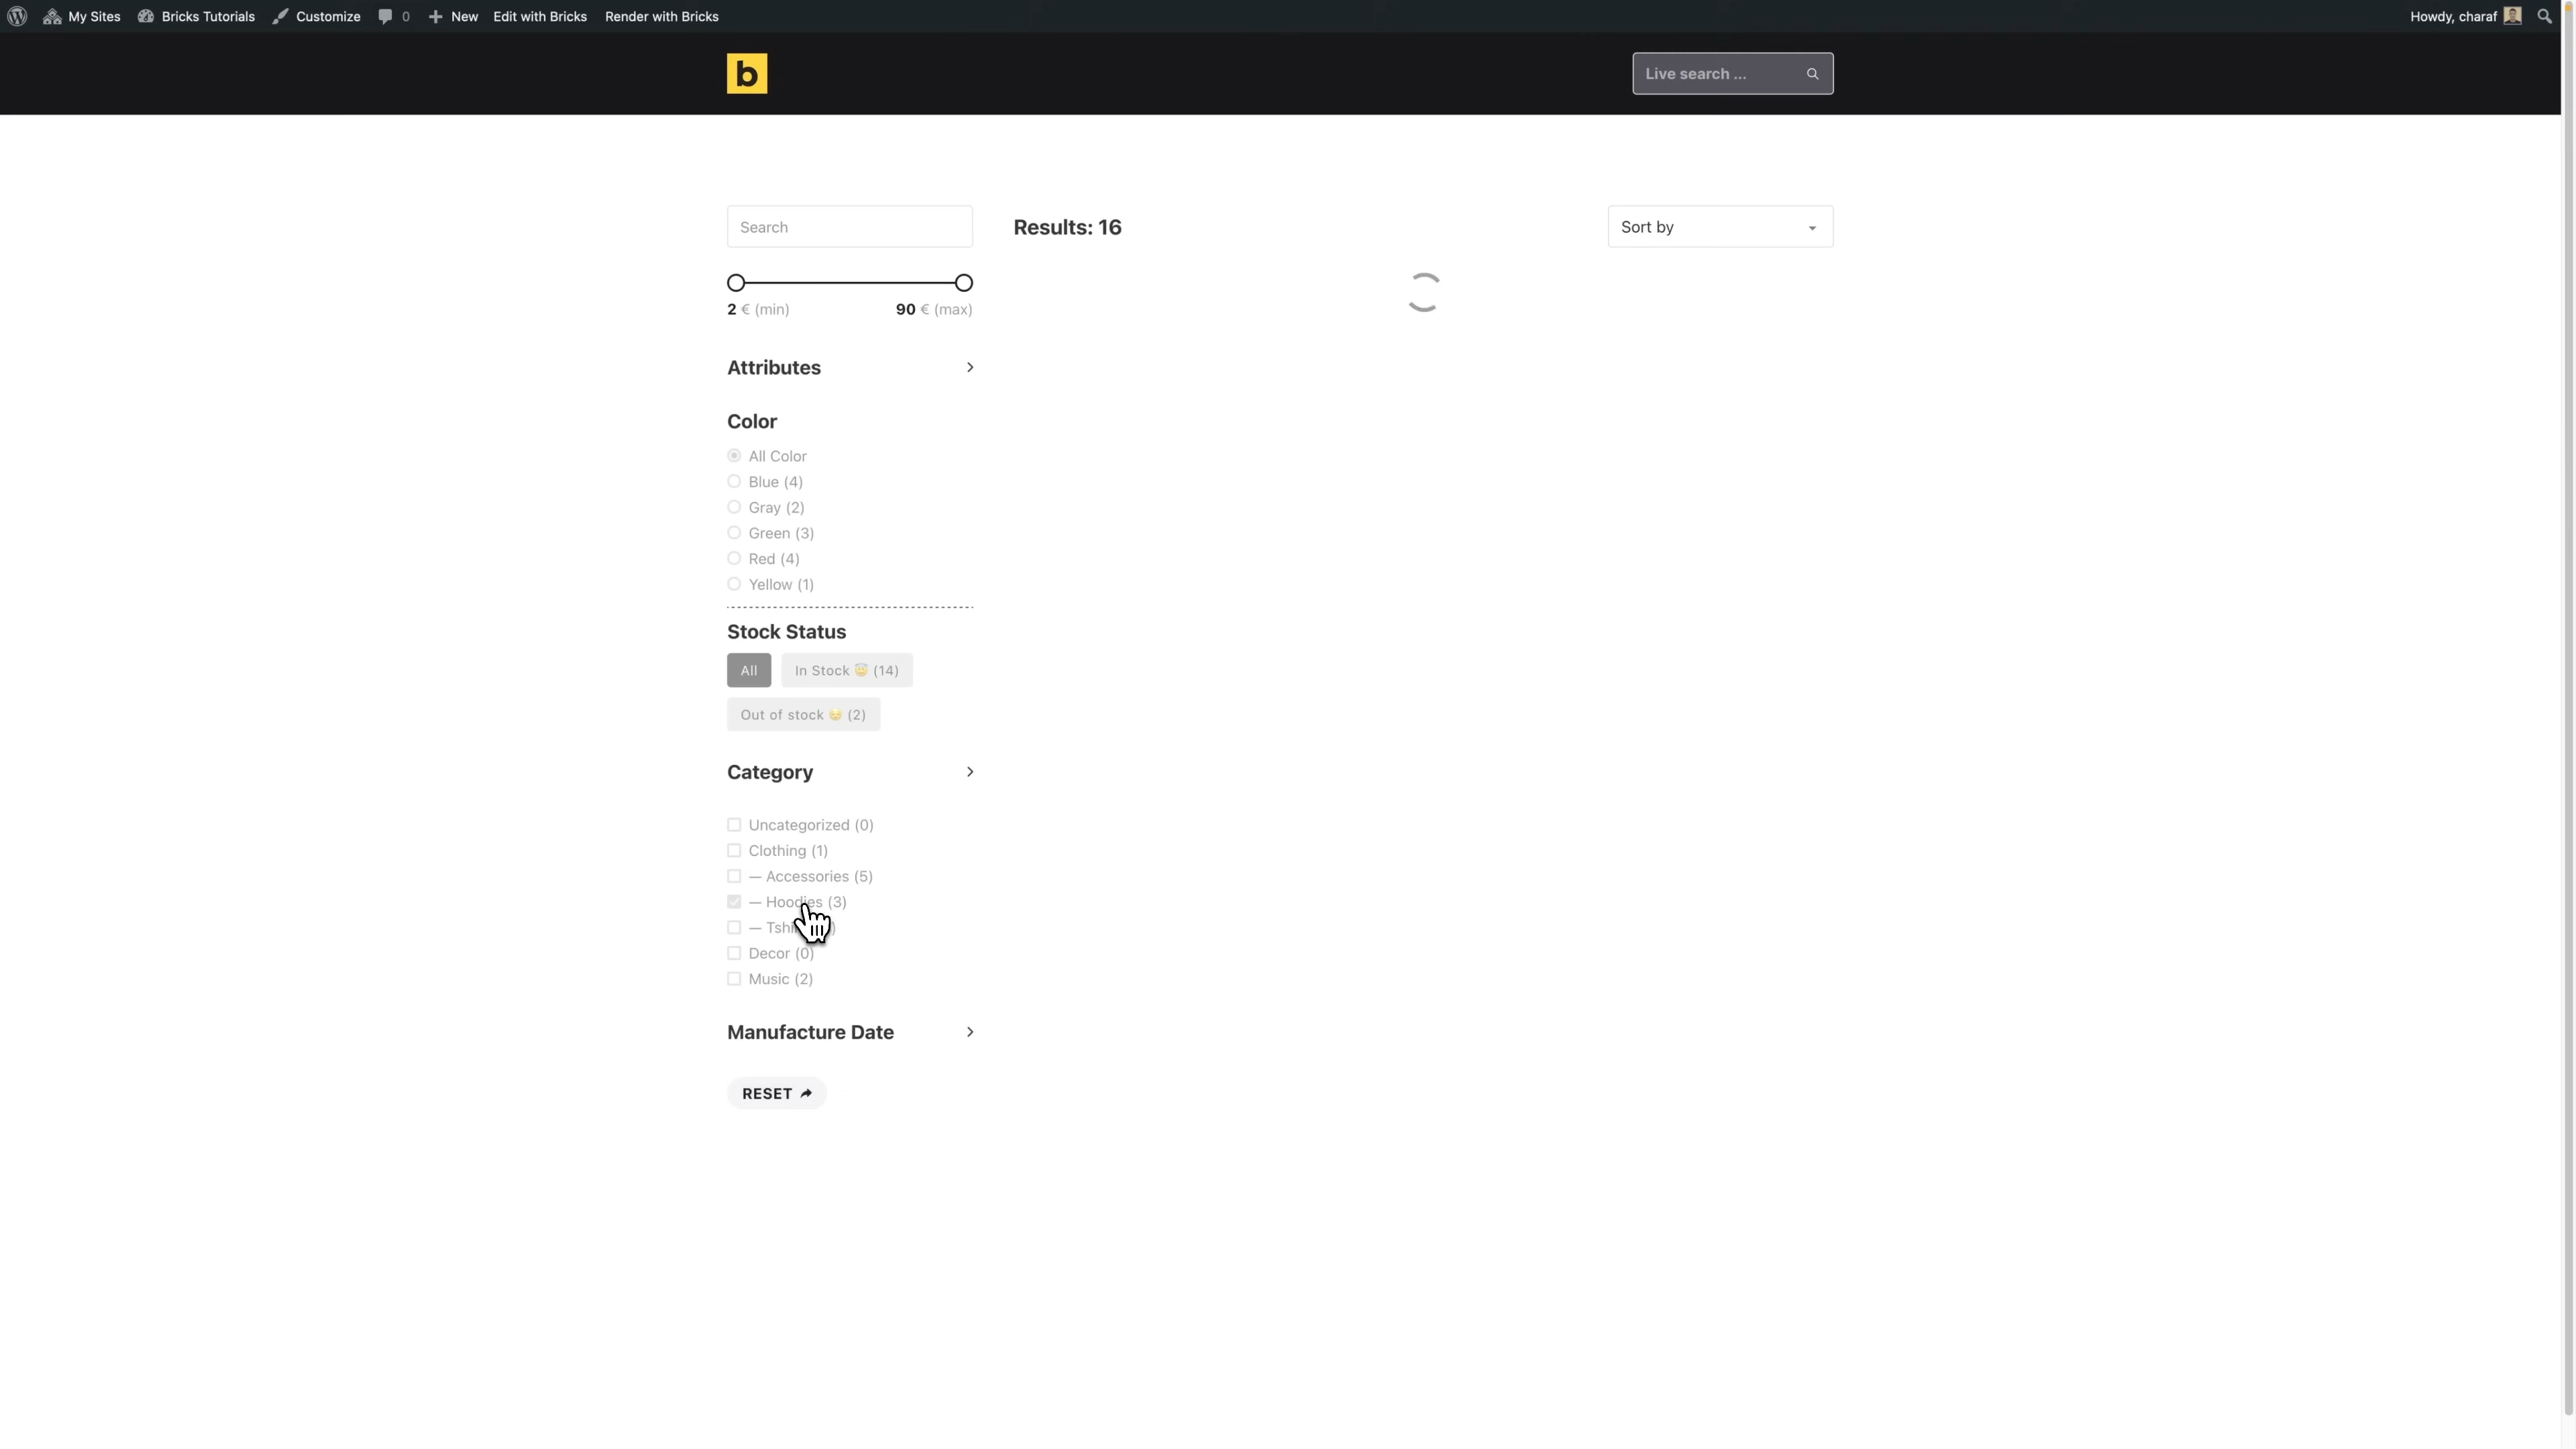 My Sites Bricks Tutorials Customize 0 New Edit with Bricks Render with Bricks Howdy, charaf
b Live search ...
Search Results: 16 Sort by
2 € (min) 90 € (max)
Attributes
Color
All Color
Blue (4)
Gray (2)
Green (3)
Red (4)
Yellow (1)
Stock Status
All In Stock 😇 (14)
Out of stock 😴 (2)
Category
Uncategorized (0)
Clothing (1)
— Accessories (5)
— Hoodies (3)
—
Decor (0)
Music (2)
Manufacture Date
RESET